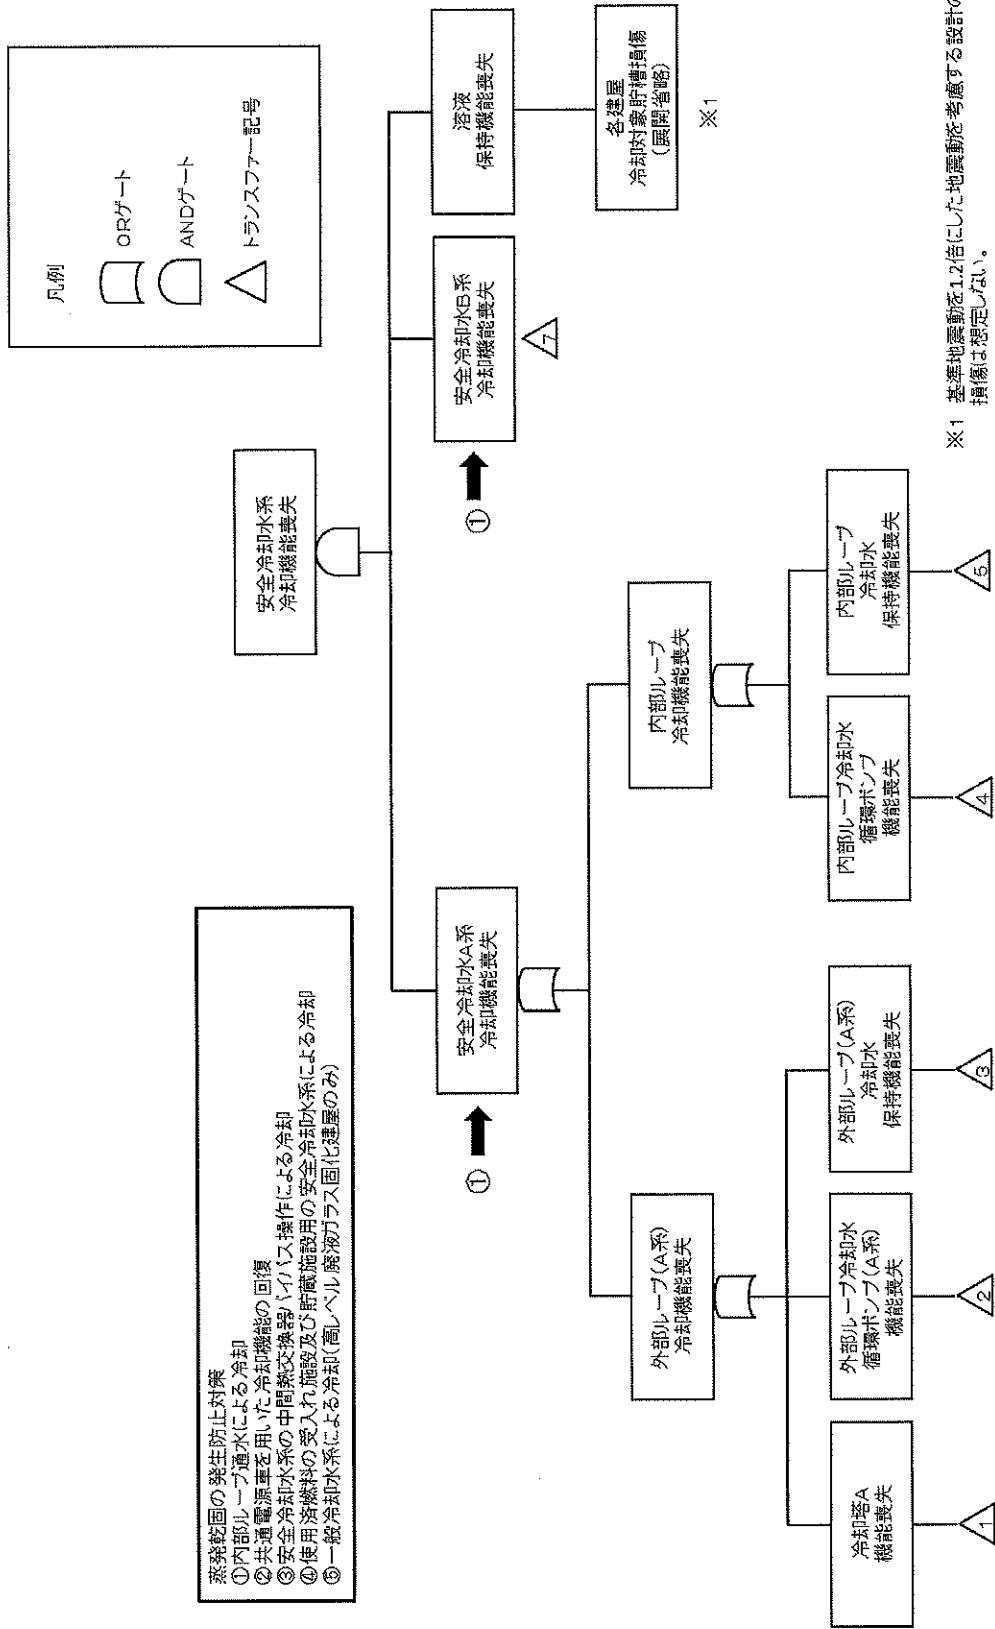 蒸発乾固の発生防止対策
①内部ループ通水による冷却
②共通電源車を用いた冷却機能の回復
③安全冷却水系の中間熱交換器バイパス操作による冷却
④使用済燃料の受入れ施設及び貯蔵施設用の安全冷却水系による冷却
⑤一般冷却水系による冷却(高レベル廃液ガラス固化建屋のみ)
凡例
ORゲート
ANDゲート
トランスファー記号
安全冷却水系
冷却機能喪失
①
安全冷却水A系
冷却機能喪失
①
安全冷却水B系
冷却機能喪失
7
溶液
保持機能喪失
外部ループ(A系)
冷却機能喪失
内部ループ
冷却機能喪失
各建屋
冷却対象貯槽損傷
(展開省略)
※1
冷却塔A
機能喪失
1
外部ループ冷却水
循環ポンプ(A系)
機能喪失
2
外部ループ(A系)
冷却水
保持機能喪失
3
内部ループ冷却水
循環ポンプ
機能喪失
4
内部ループ
冷却水
保持機能喪失
5
※1 基準地震動を1.2倍にした地震動を考慮する設計の
損傷は想定しない。